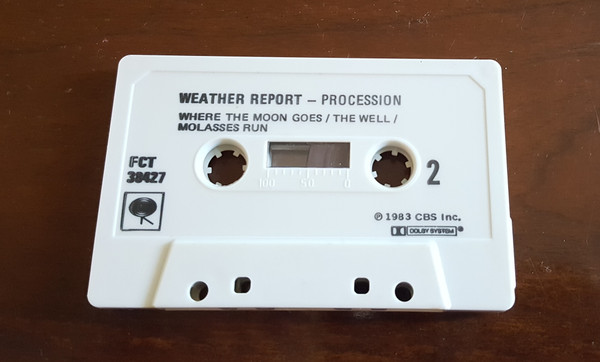 WEATHER REPORT – PROCESSION
WHERE THE MOON GOES / THE WELL /
MOLASSES RUN
FCT
38427
100 50 0
2
℗ 1983 CBS Inc.
DOLBY SYSTEM®